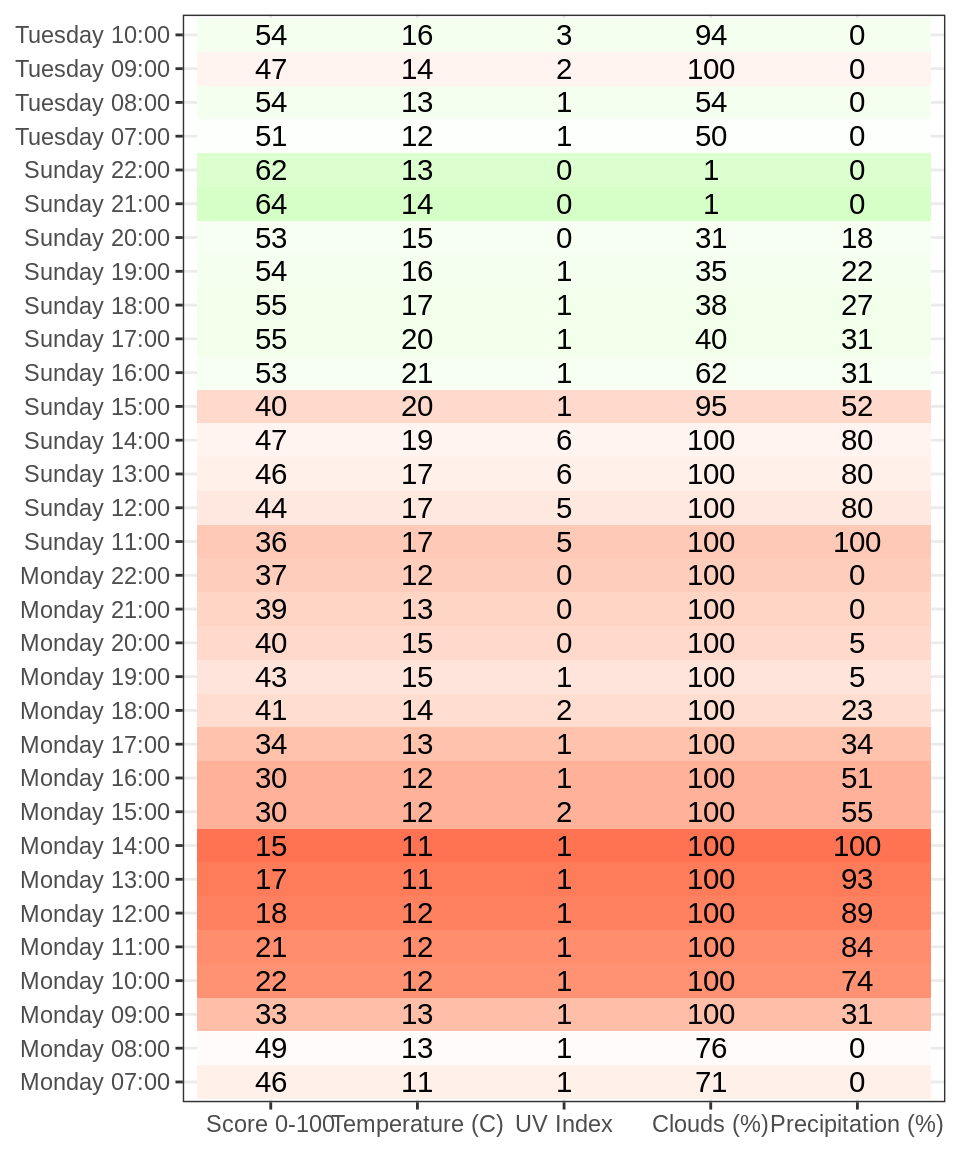 Tuesday 10:00 54 16 3 94 0
Tuesday 09:00 47 14 2 100 0
Tuesday 08:00 54 13 1 54 0
Tuesday 07:00 51 12 1 50 0
Sunday 22:00 62 13 0 1 0
Sunday 21:00 64 14 0 1 0
Sunday 20:00 53 15 0 31 18
Sunday 19:00 54 16 1 35 22
Sunday 18:00 55 17 1 38 27
Sunday 17:00 55 20 1 40 31
Sunday 16:00 53 21 1 62 31
Sunday 15:00 40 20 1 95 52
Sunday 14:00 47 19 6 100 80
Sunday 13:00 46 17 6 100 80
Sunday 12:00 44 17 5 100 80
Sunday 11:00 36 17 5 100 100
Monday 22:00 37 12 0 100 0
Monday 21:00 39 13 0 100 0
Monday 20:00 40 15 0 100 5
Monday 19:00 43 15 1 100 5
Monday 18:00 41 14 2 100 23
Monday 17:00 34 13 1 100 34
Monday 16:00 30 12 1 100 51
Monday 15:00 30 12 2 100 55
Monday 14:00 15 11 1 100 100
Monday 13:00 17 11 1 100 93
Monday 12:00 18 12 1 100 89
Monday 11:00 21 12 1 100 84
Monday 10:00 22 12 1 100 74
Monday 09:00 33 13 1 100 31
Monday 08:00 49 13 1 76 0
Monday 07:00 46 11 1 71 0
Score 0-100 Temperature (C) UV Index Clouds (%) Precipitation (%)